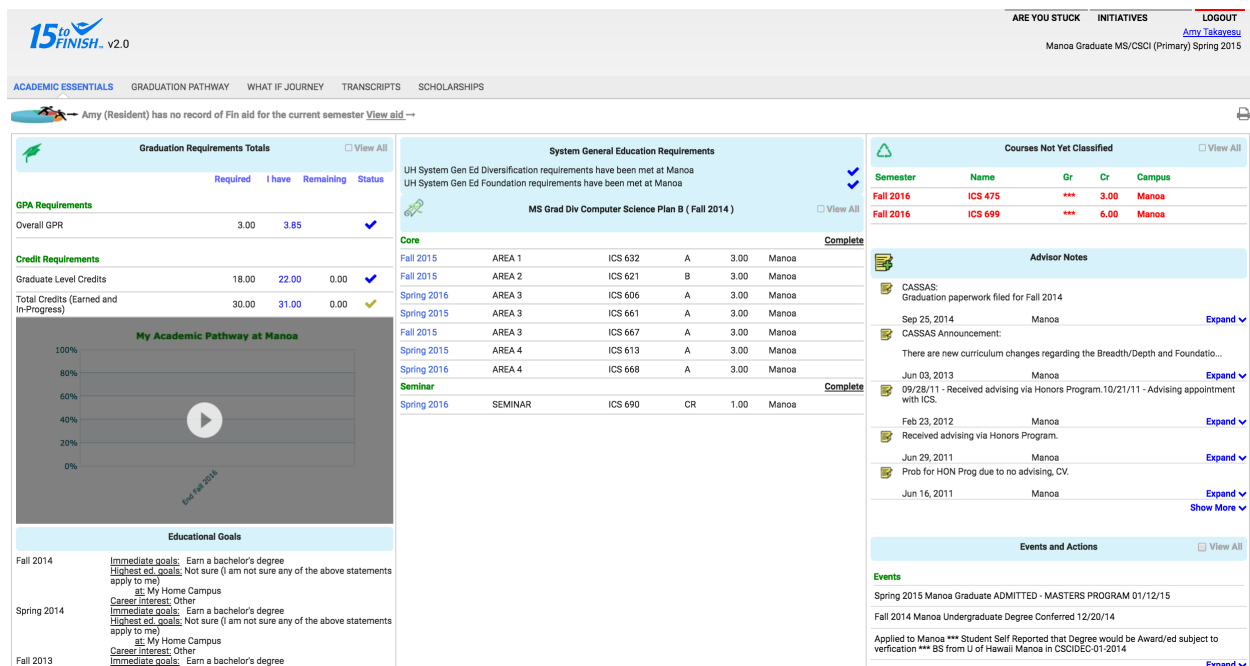 ARE YOU STUCK INITIATIVES LOGOUT
Amy Takayesu
15 to FINISH™ v2.0
Manoa Graduate MS/CSCI (Primary) Spring 2015
ACADEMIC ESSENTIALS GRADUATION PATHWAY WHAT IF JOURNEY TRANSCRIPTS SCHOLARSHIPS
Amy (Resident) has no record of Fin aid for the current semester View aid →
Graduation Requirements Totals View All
Required I have Remaining Status
GPA Requirements
Overall GPR 3.00 3.85
Credit Requirements
Graduate Level Credits 18.00 22.00 0.00
Total Credits (Earned and
In-Progress) 30.00 31.00 0.00
My Academic Pathway at Manoa
100%
80%
60%
40%
20%
0%
End Fall 2016
Educational Goals
Fall 2014 Immediate goals: Earn a bachelor's degree
Highest ed. goals: Not sure (I am not sure any of the above statements
apply to me)
at: My Home Campus
Career interest: Other
Spring 2014 Immediate goals: Earn a bachelor's degree
Highest ed. goals: Not sure (I am not sure any of the above statements
apply to me)
at: My Home Campus
Career interest: Other
Fall 2013 Immediate goals: Earn a bachelor's degree
System General Education Requirements
UH System Gen Ed Diversification requirements have been met at Manoa
UH System Gen Ed Foundation requirements have been met at Manoa
MS Grad Div Computer Science Plan B ( Fall 2014 ) View All
Core Complete
Fall 2015 AREA 1 ICS 632 A 3.00 Manoa
Fall 2015 AREA 2 ICS 621 B 3.00 Manoa
Spring 2016 AREA 3 ICS 606 A 3.00 Manoa
Spring 2015 AREA 3 ICS 661 A 3.00 Manoa
Fall 2015 AREA 3 ICS 667 A 3.00 Manoa
Spring 2015 AREA 4 ICS 613 A 3.00 Manoa
Spring 2016 AREA 4 ICS 668 A 3.00 Manoa
Seminar Complete
Spring 2016 SEMINAR ICS 690 CR 1.00 Manoa
Courses Not Yet Classified View All
Semester Name Gr Cr Campus
Fall 2016 ICS 475 *** 3.00 Manoa
Fall 2016 ICS 699 *** 6.00 Manoa
Advisor Notes
CASSAS:
Graduation paperwork filed for Fall 2014
Sep 25, 2014 Manoa Expand
CASSAS Announcement:
There are new curriculum changes regarding the Breadth/Depth and Foundatio...
Jun 03, 2013 Manoa Expand
09/28/11 - Received advising via Honors Program.10/21/11 - Advising appointment
with ICS.
Feb 23, 2012 Manoa Expand
Received advising via Honors Program.
Jun 29, 2011 Manoa Expand
Prob for HON Prog due to no advising, CV.
Jun 16, 2011 Manoa Expand
Show More
Events and Actions View All
Events
Spring 2015 Manoa Graduate ADMITTED - MASTERS PROGRAM 01/12/15
Fall 2014 Manoa Undergraduate Degree Conferred 12/20/14
Applied to Manoa *** Student Self Reported that Degree would be Award/ed subject to
verfication *** BS from U of Hawaii Manoa in CSCIDEC-01-2014
Expand